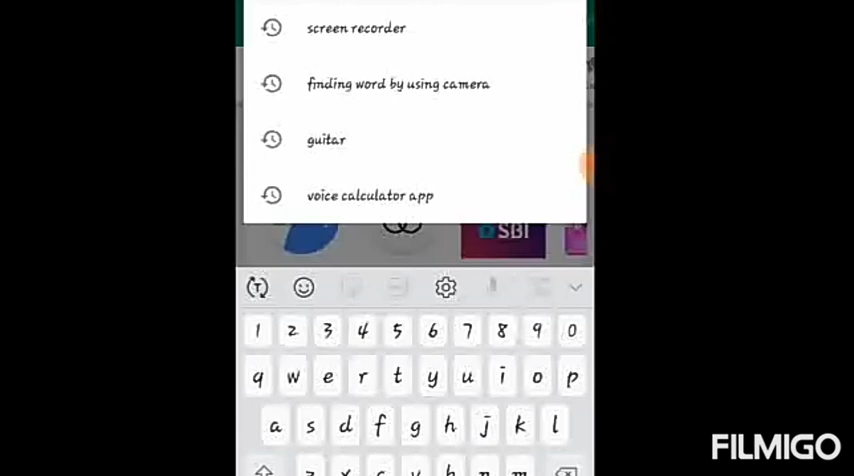 screen recorder
finding word by using camera
guitar
voice calculator app
SBI
T
1 2 3 4 5 6 7 8 9 0
q w e r t y u i o p
a s d f g h j k l
FILMIGO